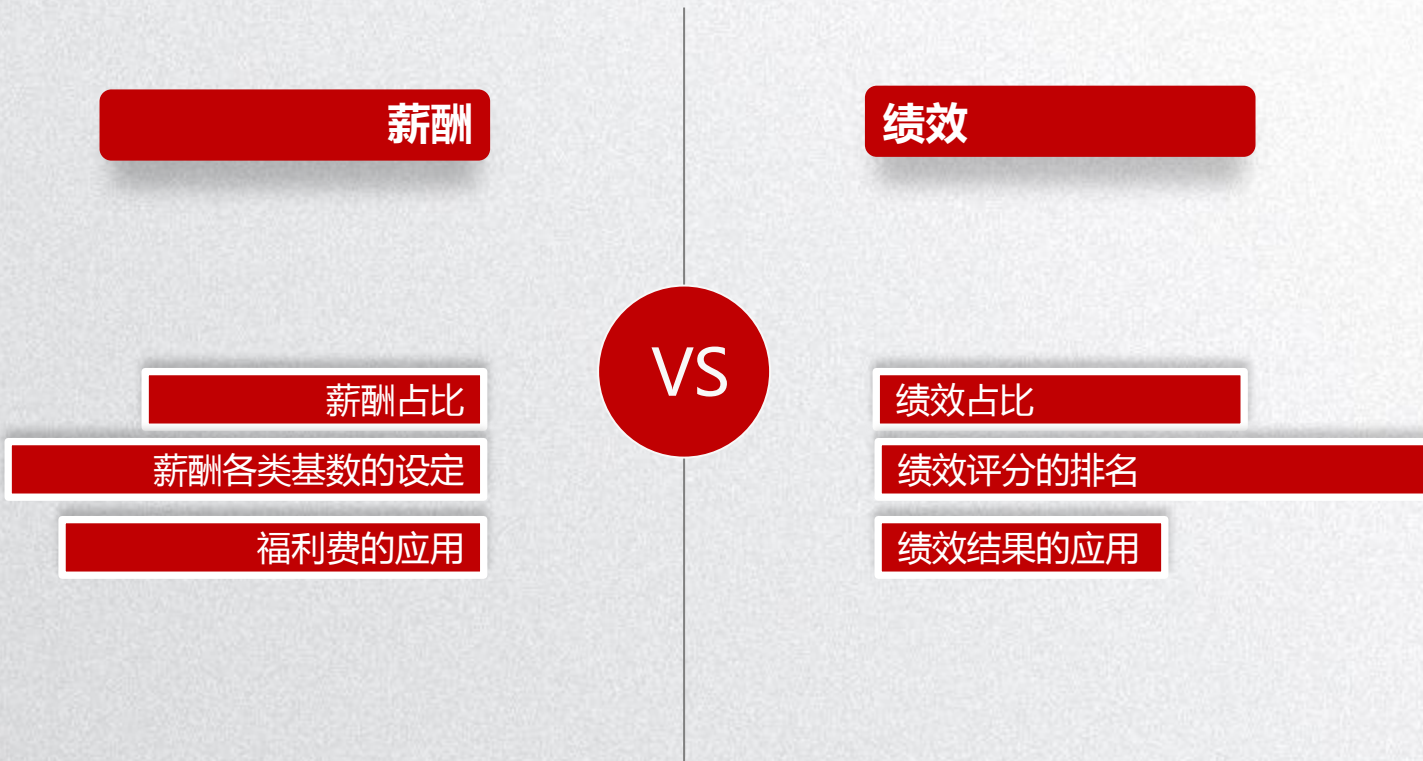 薪酬
绩效
VS
薪酬占比
薪酬各类基数的设定
福利费的应用
绩效占比
绩效评分的排名
绩效结果的应用